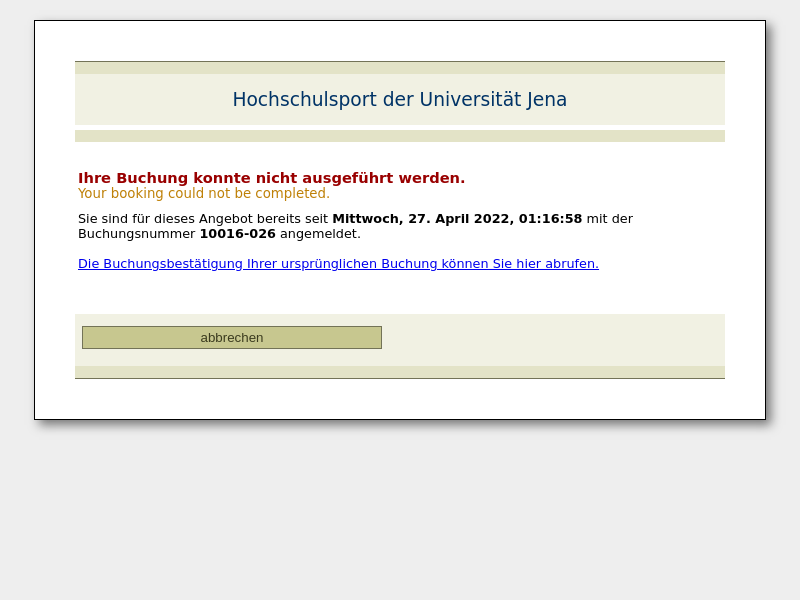 Hochschulsport der Universität Jena
Ihre Buchung konnte nicht ausgeführt werden.
Your booking could not be completed.
Sie sind für dieses Angebot bereits seit Mittwoch, 27. April 2022, 01:16:58 mit der
Buchungsnummer 10016-026 angemeldet.
Die Buchungsbestätigung Ihrer ursprünglichen Buchung können Sie hier abrufen.
abbrechen